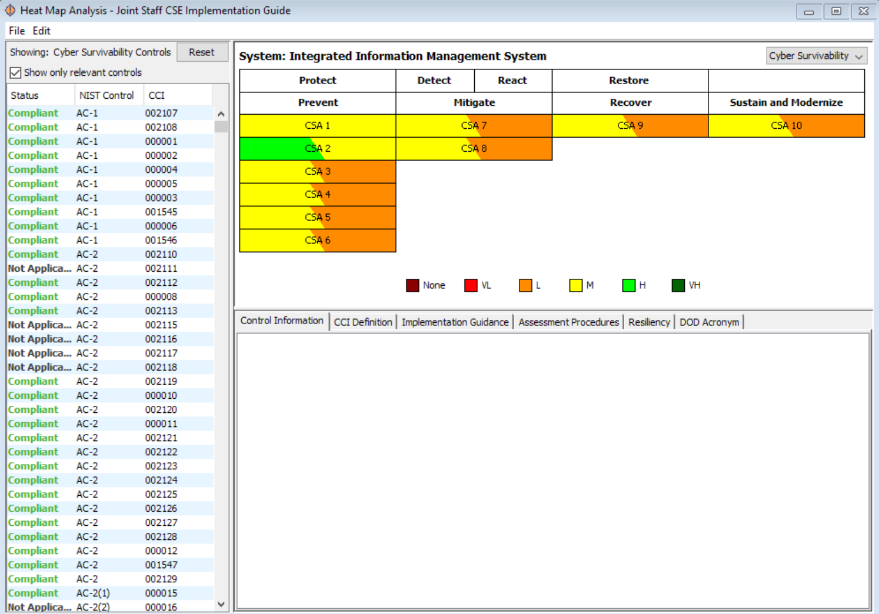 Heat Map Analysis - Joint Staff CSE Implementation Guide
File Edit
Showing: Cyber Survivability Controls Reset
Show only relevant controls
Status NIST Control CCI
Compliant AC-1 002107
Compliant AC-1 002108
Compliant AC-1 000001
Compliant AC-1 000002
Compliant AC-1 000004
Compliant AC-1 000005
Compliant AC-1 000003
Compliant AC-1 001545
Compliant AC-1 000006
Compliant AC-1 001546
Compliant AC-2 002110
Not Applica... AC-2 002111
Compliant AC-2 002112
Compliant AC-2 000008
Compliant AC-2 002113
Not Applica... AC-2 002115
Not Applica... AC-2 002116
Not Applica... AC-2 002117
Not Applica... AC-2 002118
Compliant AC-2 002119
Compliant AC-2 000010
Compliant AC-2 002120
Compliant AC-2 000011
Compliant AC-2 002121
Compliant AC-2 002122
Compliant AC-2 002123
Compliant AC-2 002124
Compliant AC-2 002125
Compliant AC-2 002126
Compliant AC-2 002127
Compliant AC-2 002128
Compliant AC-2 000012
Compliant AC-2 001547
Compliant AC-2 002129
Compliant AC-2(1) 000015
Not Applica... AC-2(2) 000016
System: Integrated Information Management System Cyber Survivability
Protect Detect React Restore
Prevent Mitigate Recover Sustain and Modernize
CSA 1 CSA 7 CSA 9 CSA 10
CSA 2 CSA 8
CSA 3
CSA 4
CSA 5
CSA 6
None VL L M H VH
Control Information CCI Definition Implementation Guidance Assessment Procedures Resiliency DOD Acronym